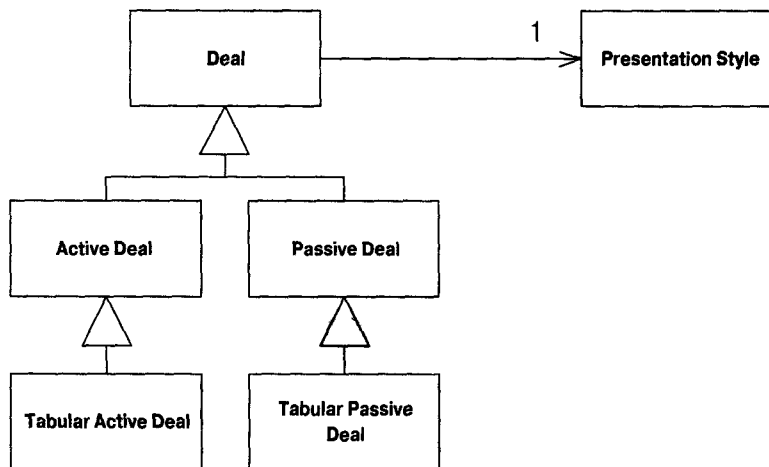 1
Deal
Presentation Style
Active Deal
Passive Deal
Tabular Active Deal
Tabular Passive
Deal